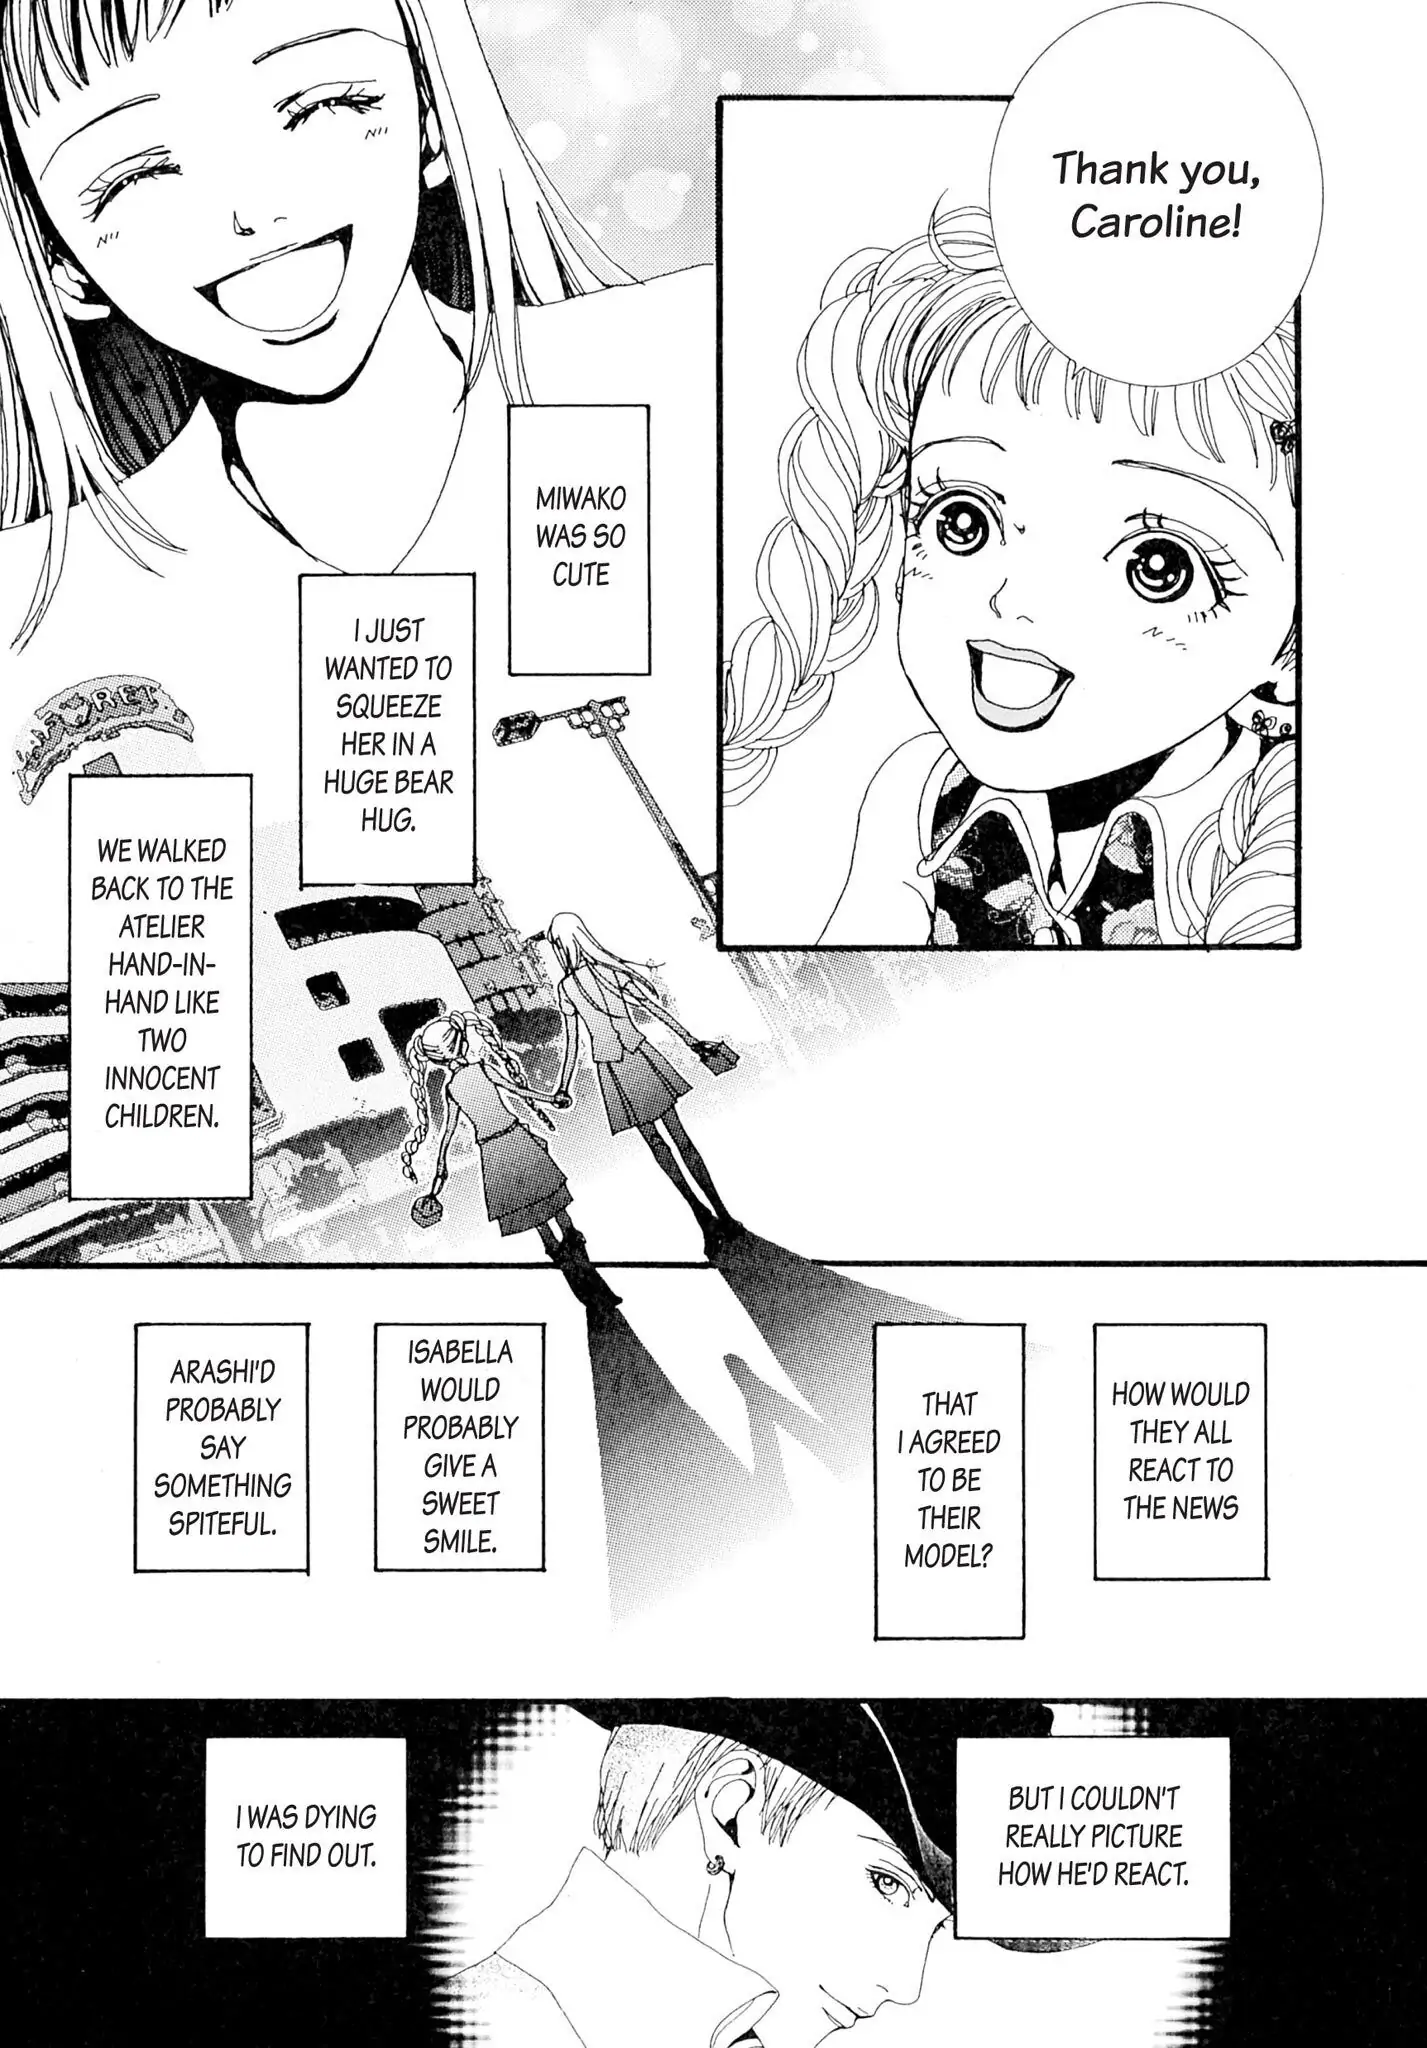 Thank you,
Caroline!
MIWAKO
WAS SO
CUTE
I JUST
WANTED TO
SQUEEZE
HER IN A
HUGE BEAR
HUG.
WE WALKED
BACK TO THE
ATELIER
HAND-IN-
HAND LIKE
TWO
INNOCENT
CHILDREN.
HOW WOULD
THEY ALL
REACT TO
THE NEWS
THAT
I AGREED
TO BE
THEIR
MODEL?
ISABELLA
WOULD
PROBABLY
GIVE A
SWEET
SMILE.
ARASHI'D
PROBABLY
SAY
SOMETHING
SPITEFUL.
BUT I COULDN'T
REALLY PICTURE
HOW HE'D REACT.
I WAS DYING
TO FIND OUT.